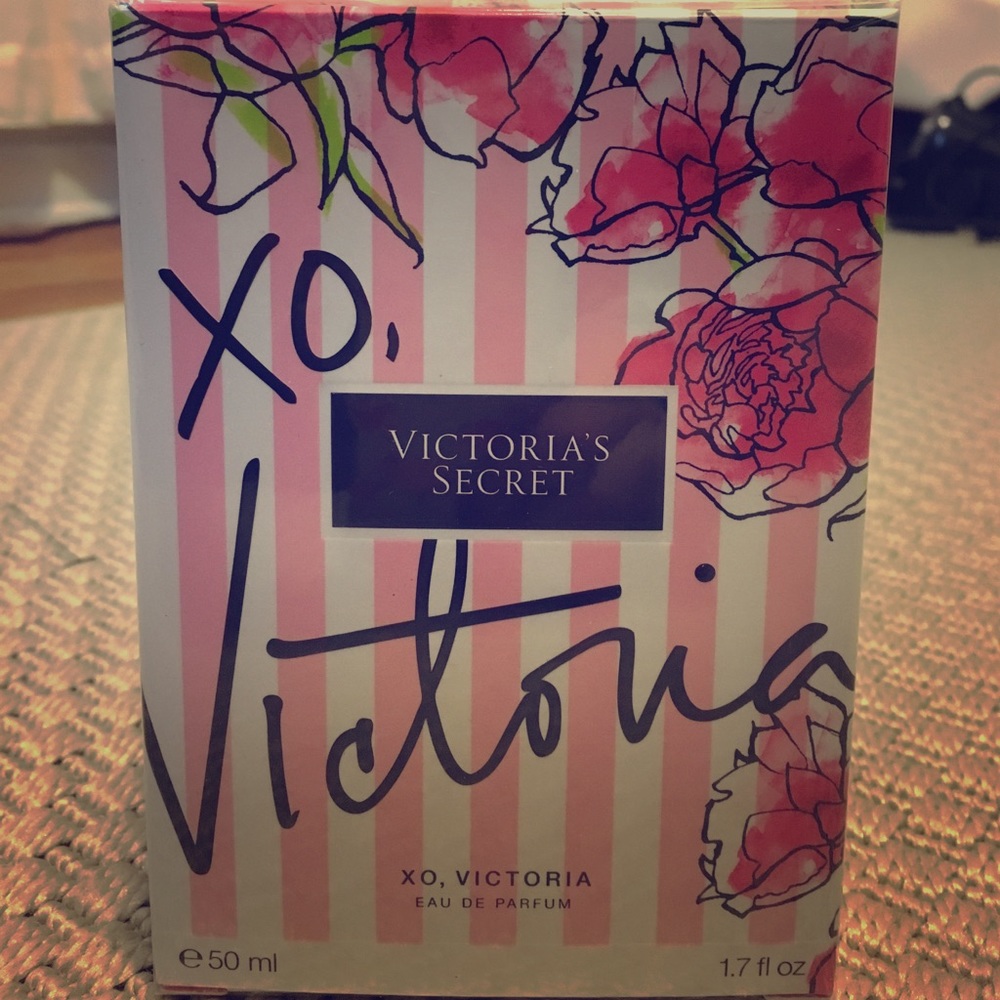 XO,
VICTORIA'S
SECRET
Victoria
XO, VICTORIA
EAU DE PARFUM
℮50 ml
1.7 fl oz